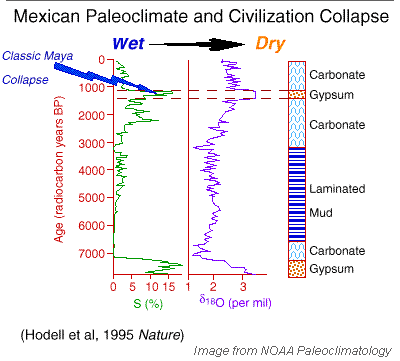 Mexican Paleoclimate and Civilization Collapse
Wet Dry
Classic Maya
Collapse
Age (radiocarbon years BP)
0
1000
2000
3000
4000
5000
6000
7000
0 5 10 15
S (%)
1 2 3
δ18O (per mil)
Carbonate
Gypsum
Carbonate
Laminated
Mud
Carbonate
Gypsum
(Hodell et al, 1995 Nature)
Image from NOAA Paleoclimatology